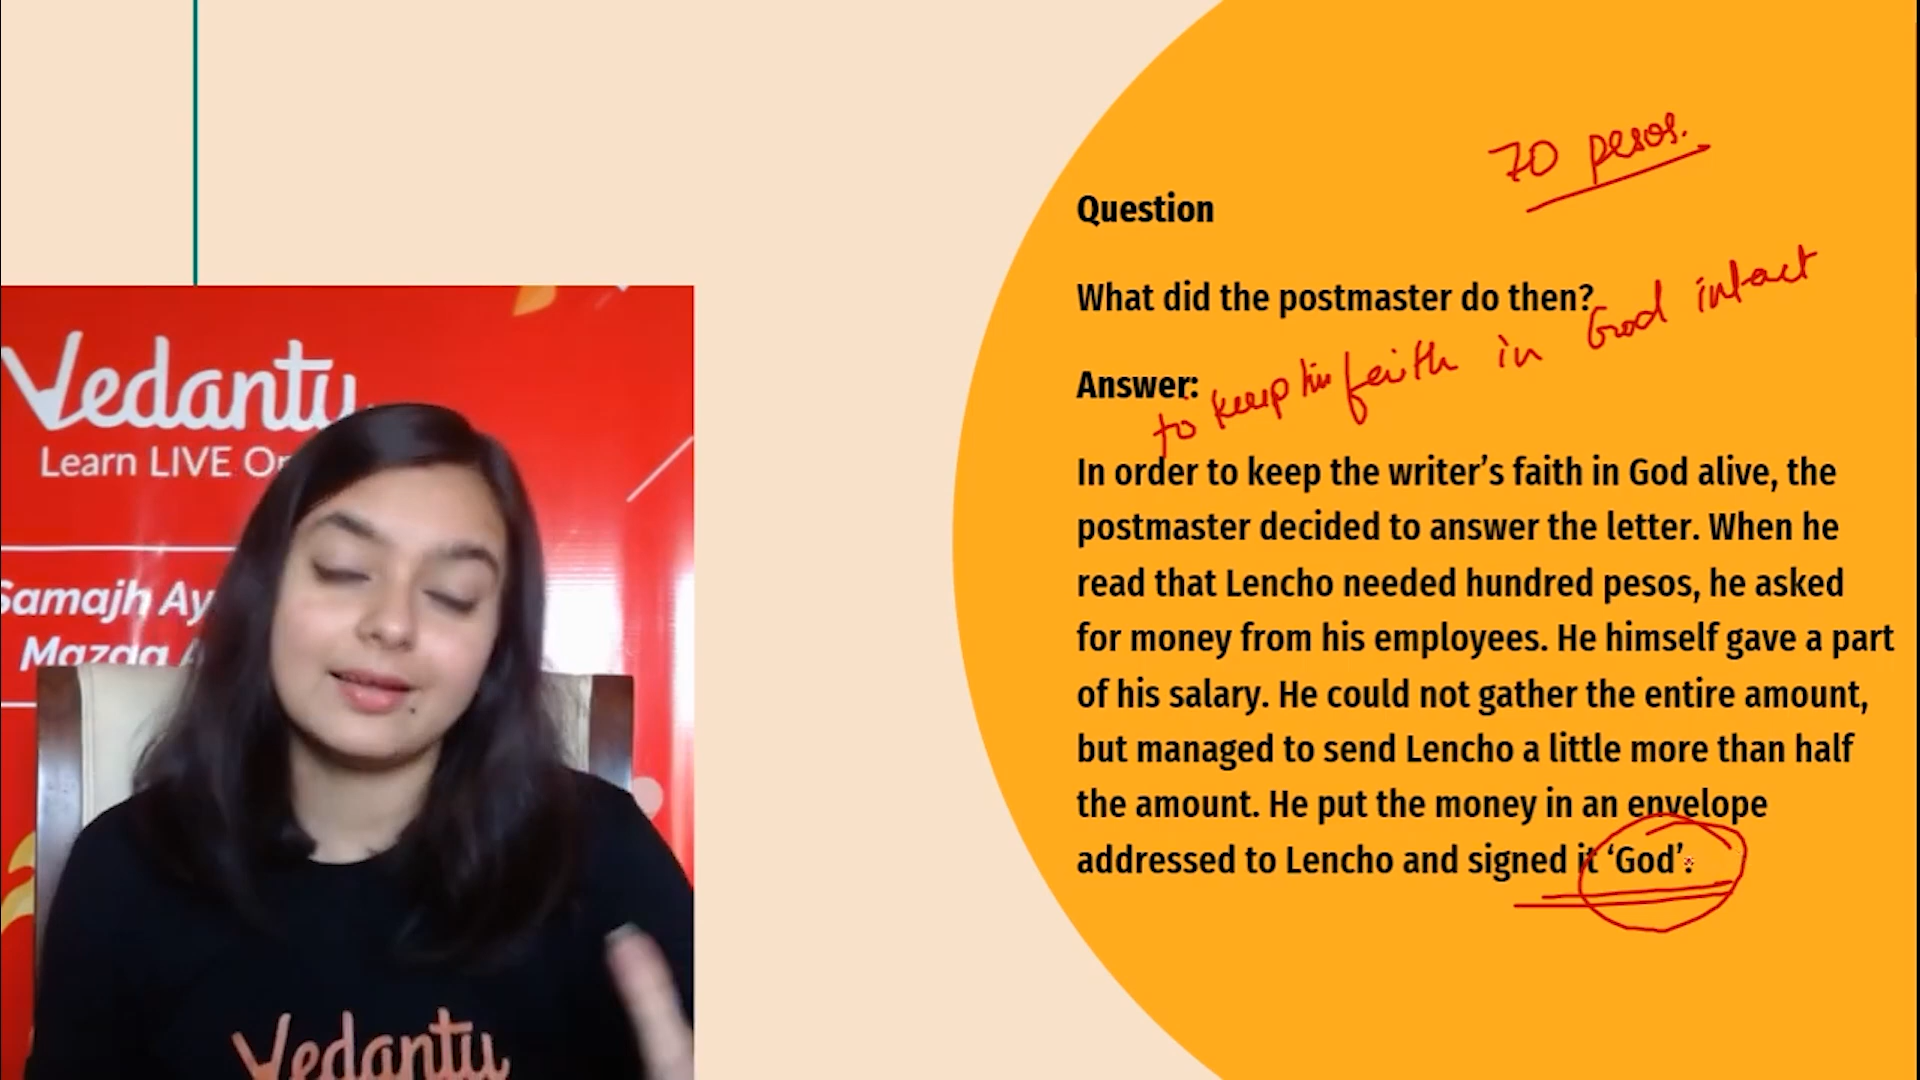 Vedantu
Learn LIVE On
Samajh Ay
Mazaa A
Vedantu
70 pesos.
Question
What did the postmaster do then?
to keep his faith in God intact
Answer:
In order to keep the writer’s faith in God alive, the
postmaster decided to answer the letter. When he
read that Lencho needed hundred pesos, he asked
for money from his employees. He himself gave a part
of his salary. He could not gather the entire amount,
but managed to send Lencho a little more than half
the amount. He put the money in an envelope
addressed to Lencho and signed it ‘God’.